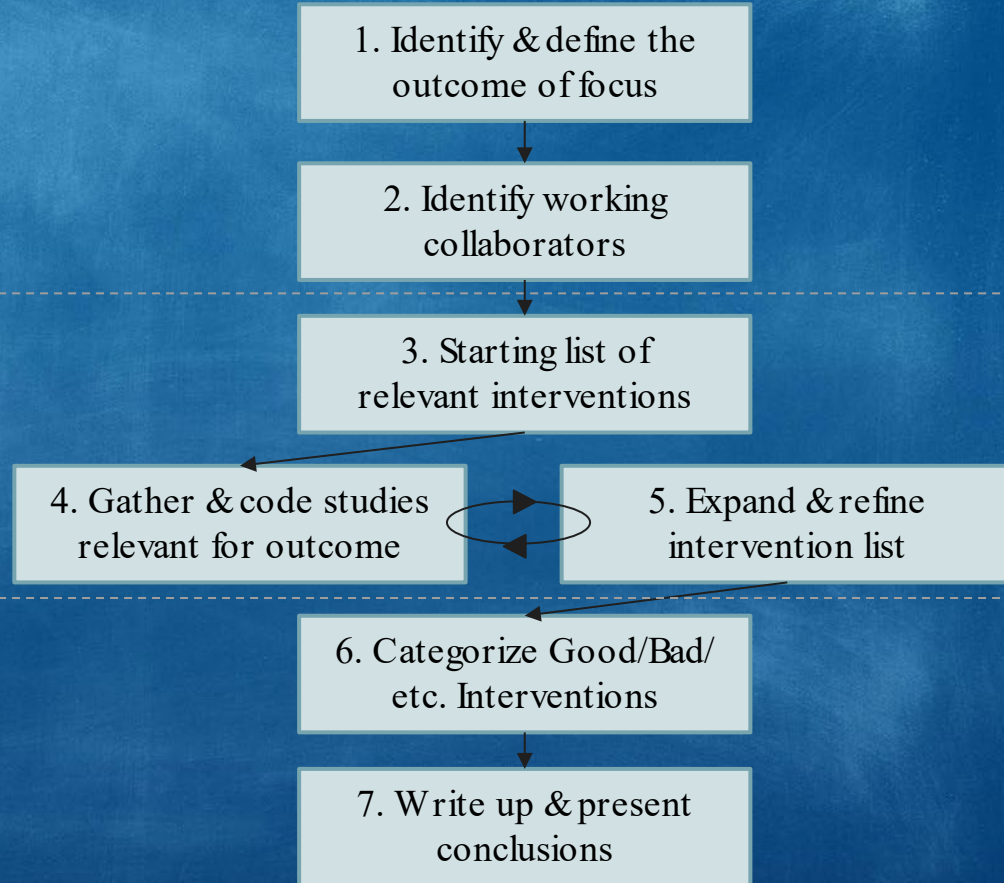 1. Identify & define the
outcome of focus
2. Identify working
collaborators
3. Starting list of
relevant interventions
4. Gather & code studies
relevant for outcome
5. Expand & refine
intervention list
6. Categorize Good/Bad/
etc. Interventions
7. Write up & present
conclusions